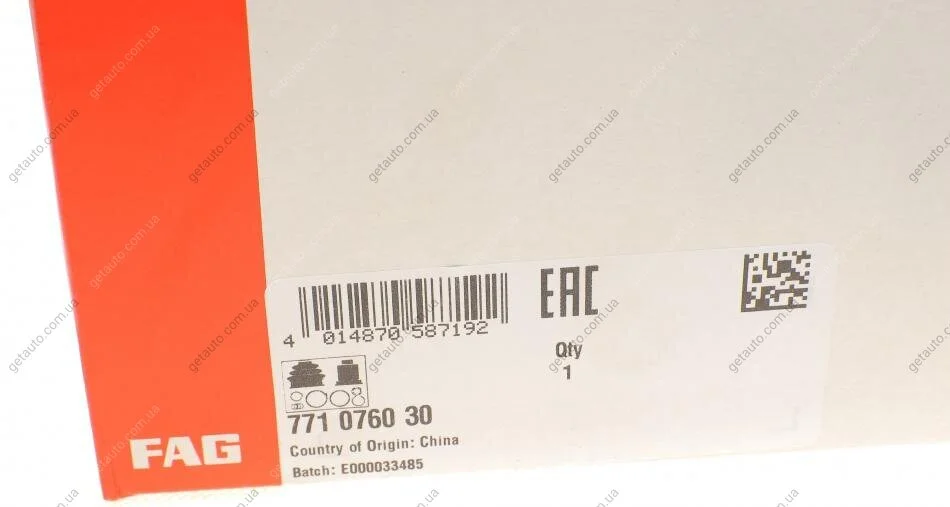 4 014870 587192
EAC
Qty
1
771 0760 30
Country of Origin: China
Batch: E000033485
FAG
getauto.com.ua